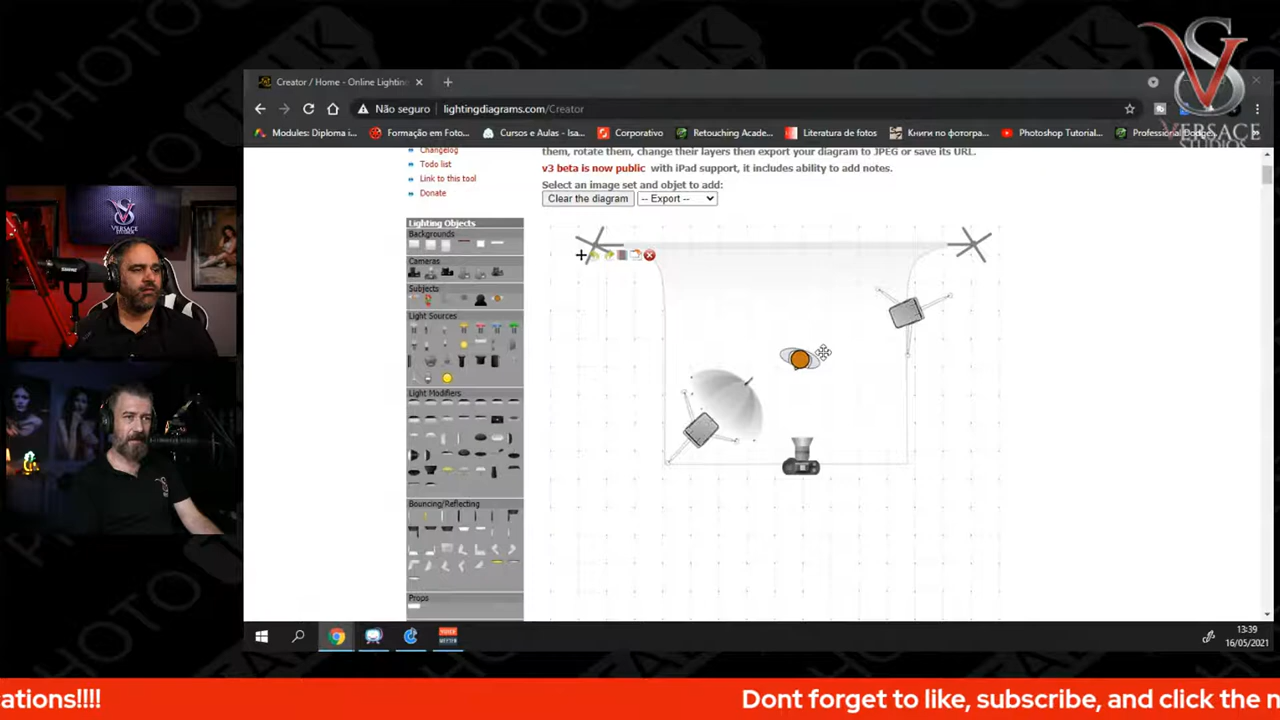 VS
VERSACE
STUDIOS
Creator / Home - Online Lightin
Não seguro lightingdiagrams.com/Creator
Modules: Diploma i... Formação em Foto... Cursos e Aulas - Isa... Corporativo Retouching Acade... Literatura de fotos Книги по фотогра... Photoshop Tutorial...
Changelog
Todo list
Link to this tool
Donate
them, rotate them, change their layers then export your diagram to JPEG or save its URL.
v3 beta is now public with iPad support, it includes ability to add notes.
Select an image set and objet to add:
Clear the diagram -- Export --
Lighting Objects
Backgrounds
Cameras
Subjects
Light Sources
Light Modifiers
Bouncing/Reflecting
Props
13:39
16/05/2021
ations!!!! Dont forget to like, subscribe, and click the n